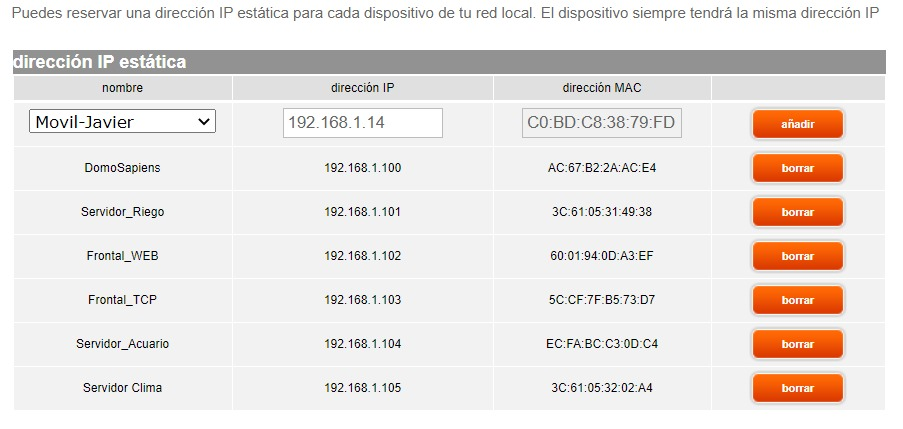 Puedes reservar una dirección IP estática para cada dispositivo de tu red local. El dispositivo siempre tendrá la misma dirección IP
dirección IP estática
nombre dirección IP dirección MAC
Movil-Javier 192.168.1.14 C0:BD:C8:38:79:FD añadir
DomoSapiens 192.168.1.100 AC:67:B2:2A:AC:E4 borrar
Servidor_Riego 192.168.1.101 3C:61:05:31:49:38 borrar
Frontal_WEB 192.168.1.102 60:01:94:0D:A3:EF borrar
Frontal_TCP 192.168.1.103 5C:CF:7F:B5:73:D7 borrar
Servidor_Acuario 192.168.1.104 EC:FA:BC:C3:0D:C4 borrar
Servidor Clima 192.168.1.105 3C:61:05:32:02:A4 borrar